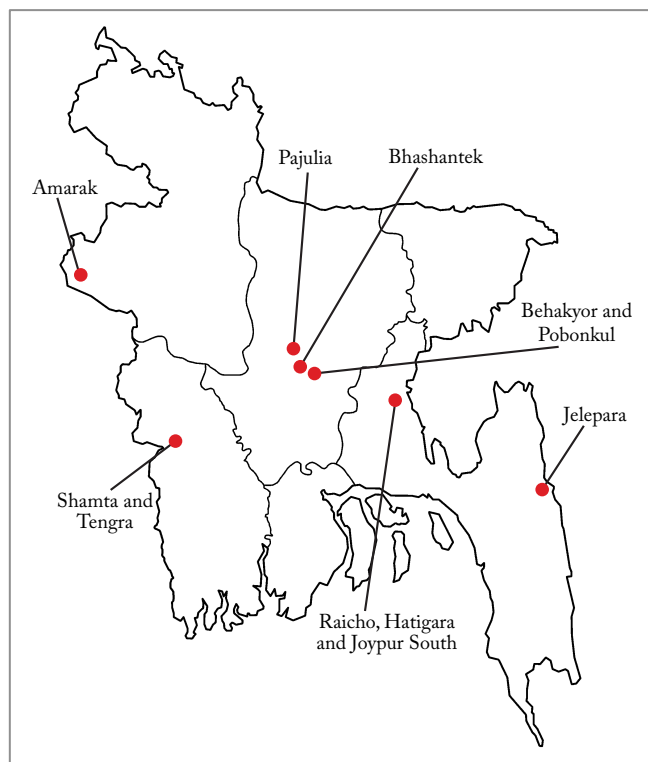 Pajulia
Bhashantek
Amarak
Behakyor and
Pobonkul
Jelepara
Shamta and
Tengra
Raicho, Hatigara
and Joypur South